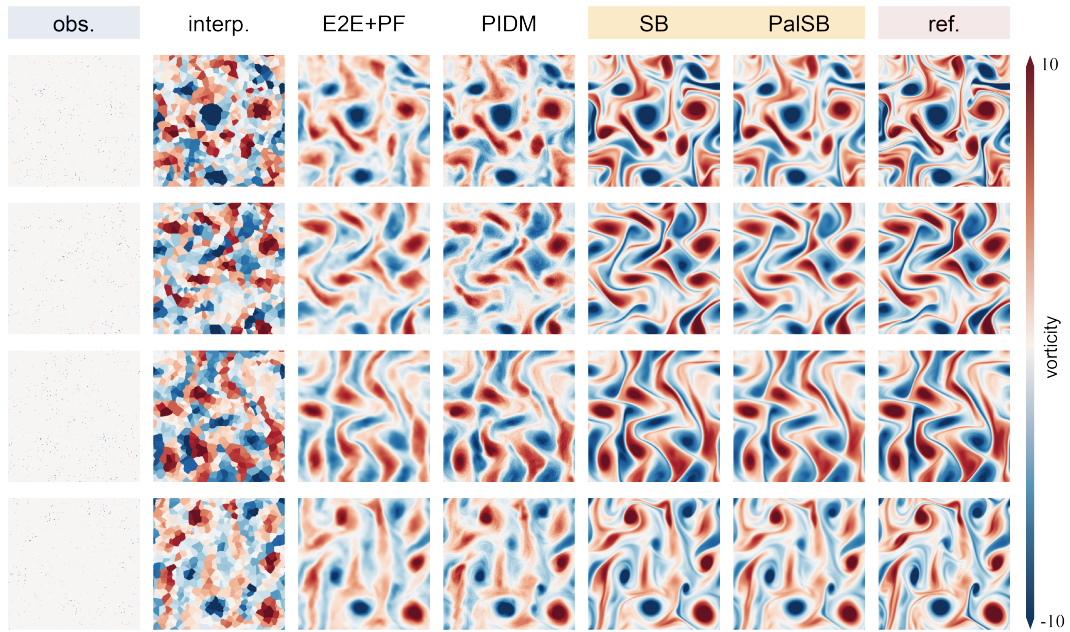 obs.
interp.
E2E+PF
PIDM
SB
PalSB
ref.
10
vorticity
-10